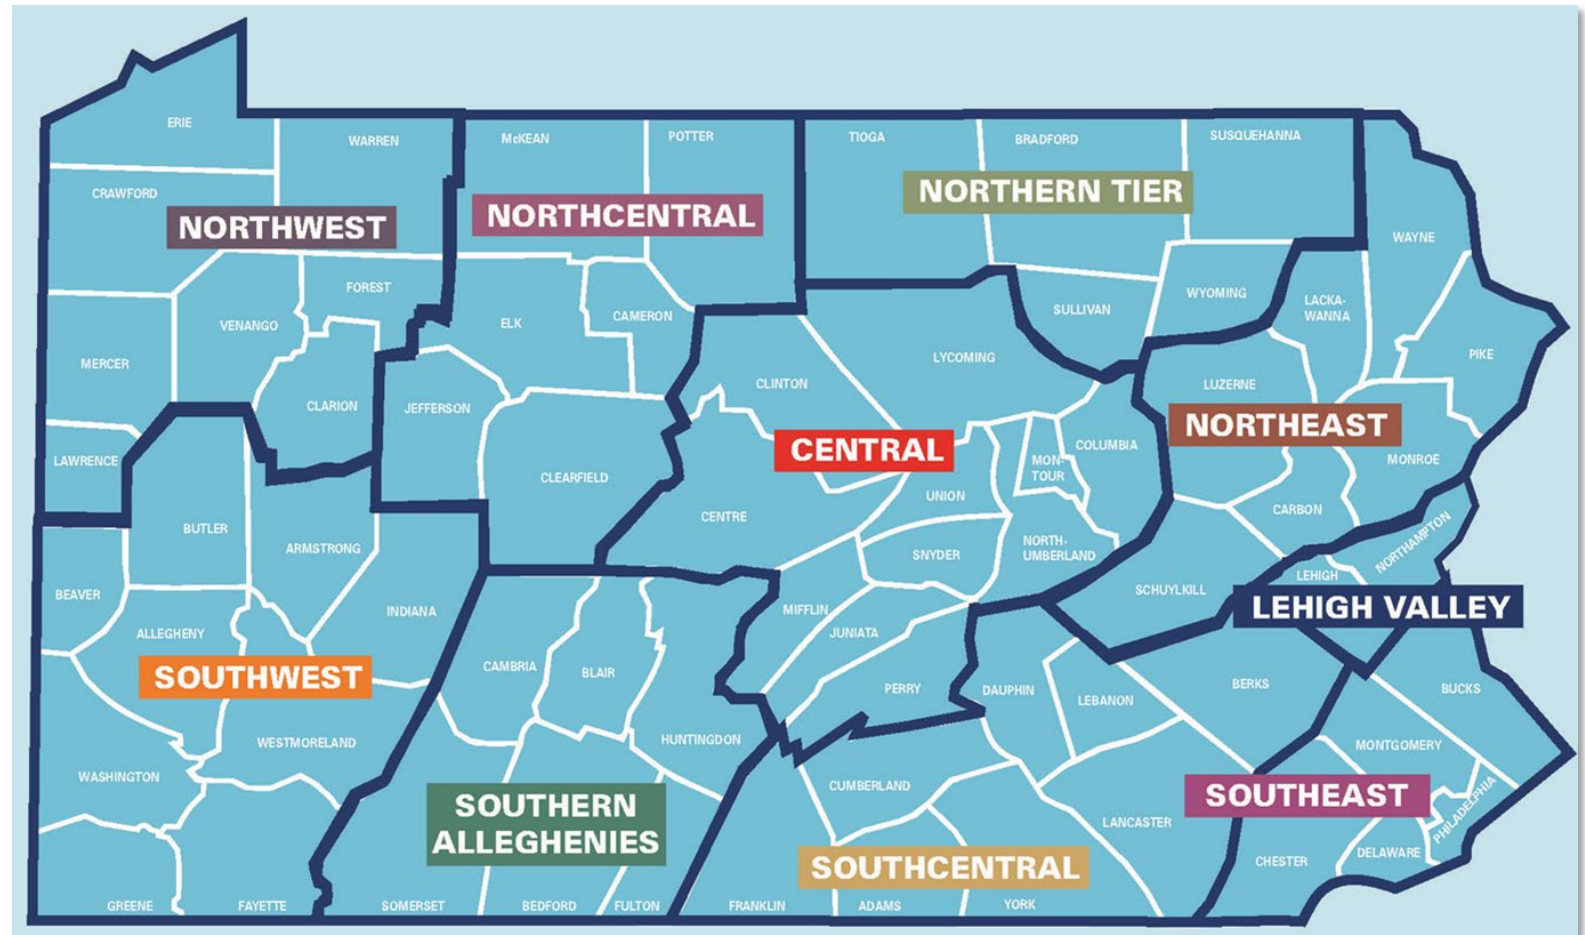 ERIE
WARREN
McKEAN
POTTER
TIOGA
BRADFORD
SUSQUEHANNA
CRAWFORD
NORTHWEST
NORTHCENTRAL
NORTHERN TIER
WAYNE
FOREST
VENANGO
ELK
CAMERON
SULLIVAN
WYOMING
LACKA-
WANNA
MERCER
CLARION
JEFFERSON
CLINTON
LYCOMING
LUZERNE
PIKE
NORTHEAST
LAWRENCE
CENTRAL
COLUMBIA
MON-
TOUR
MONROE
CLEARFIELD
UNION
CENTRE
CARBON
BUTLER
ARMSTRONG
SNYDER
NORTH-
UMBERLAND
NORTHAMPTON
BEAVER
INDIANA
SCHUYLKILL
LEHIGH
LEHIGH VALLEY
ALLEGHENY
MIFFLIN
JUNIATA
SOUTHWEST
CAMBRIA
BLAIR
PERRY
DAUPHIN
LEBANON
BERKS
BUCKS
WESTMORELAND
HUNTINGDON
MONTGOMERY
WASHINGTON
CUMBERLAND
SOUTHEAST
PHILADELPHIA
SOUTHERN
ALLEGHENIES
LANCASTER
SOUTHCENTRAL
CHESTER
DELAWARE
GREENE
FAYETTE
SOMERSET
BEDFORD
FULTON
FRANKLIN
ADAMS
YORK